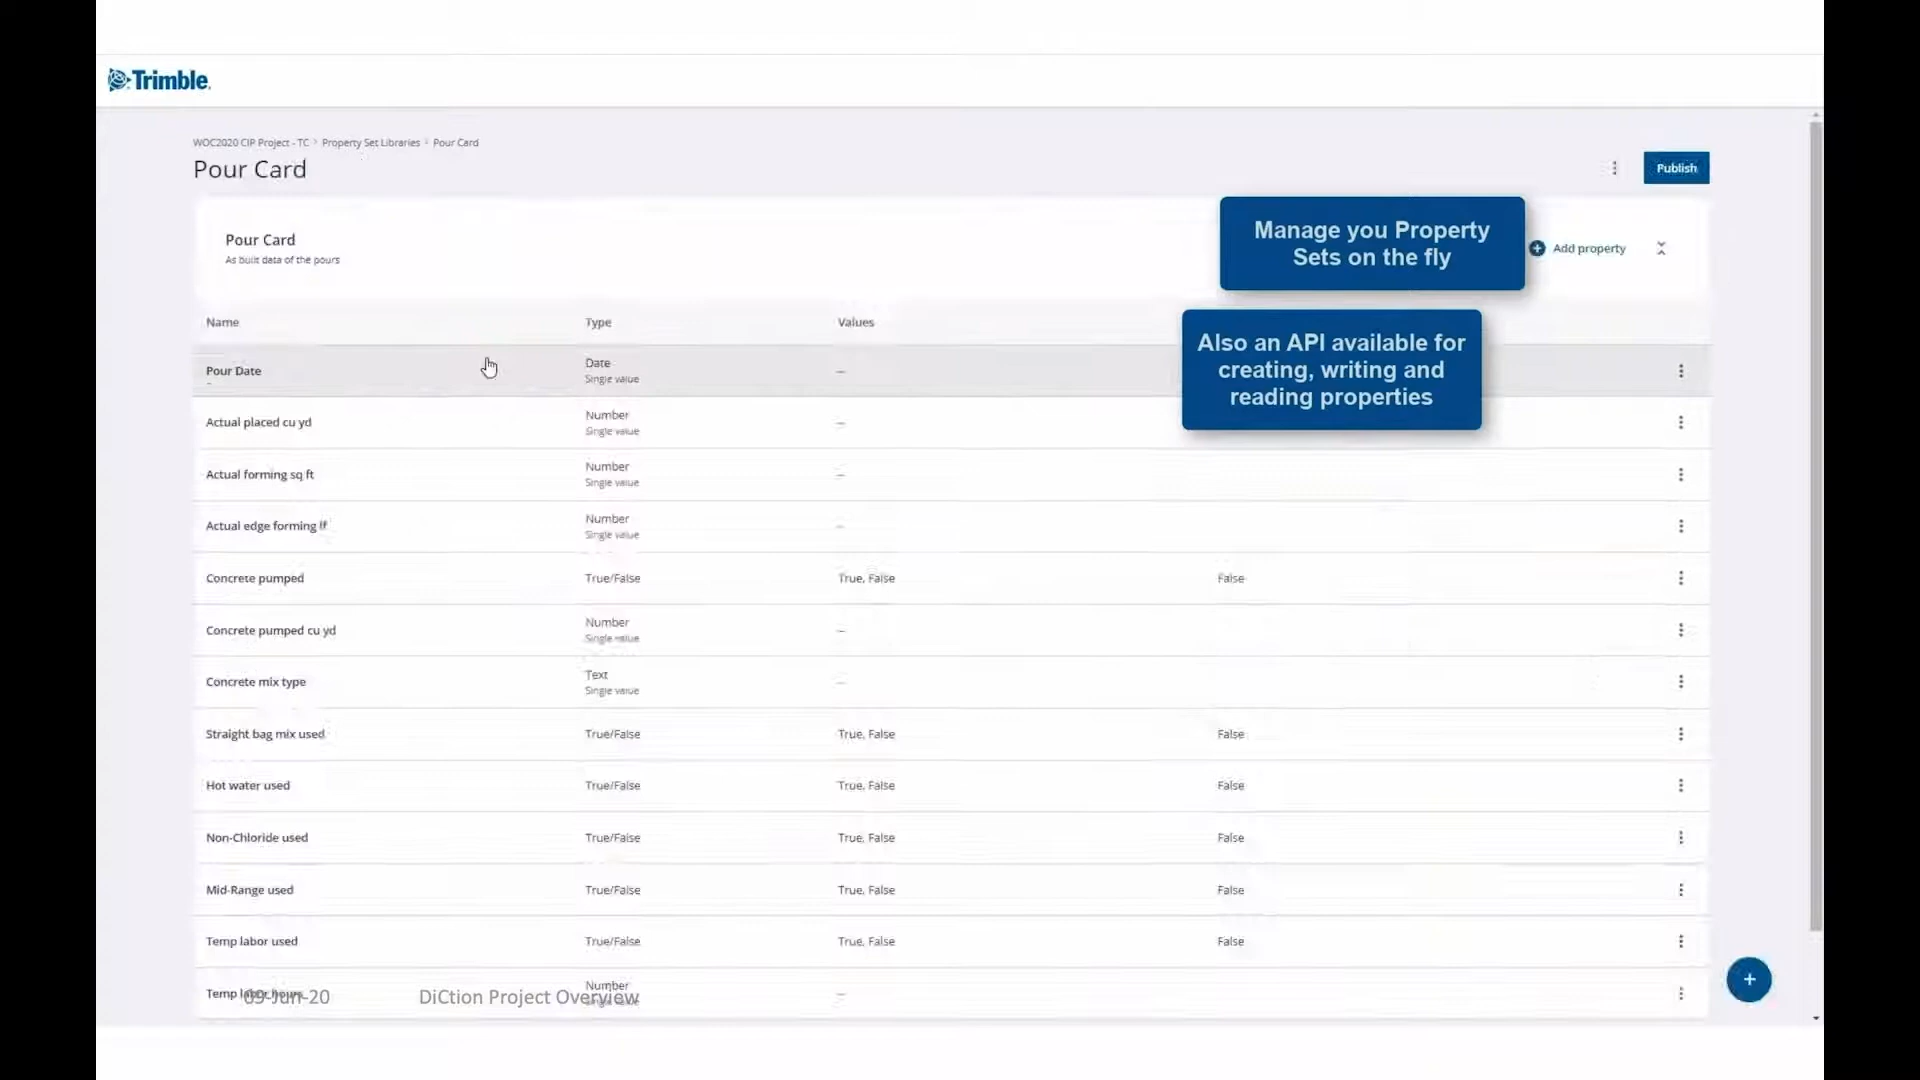 Trimble
WOC2020 CIP Project - TC > Property Set Libraries > Pour Card
Pour Card
Publish
Pour Card
As built data of the pours
Manage you Property
Sets on the fly
Add property
Name Type Values
Also an API available for
creating, writing and
reading properties
Pour Date Date –
Single value
Actual placed cu yd Number –
Single value
Actual forming sq ft Number –
Single value
Actual edge forming lf Number –
Single value
Concrete pumped True/False True, False False
Concrete pumped cu yd Number –
Single value
Concrete mix type Text –
Single value
Straight bag mix used True/False True, False False
Hot water used True/False True, False False
Non-Chloride used True/False True, False False
Mid-Range used True/False True, False False
Temp labor used True/False True, False False
Temp labor hours Number –
Single value
09-Jun-20 DiCtion Project Overview